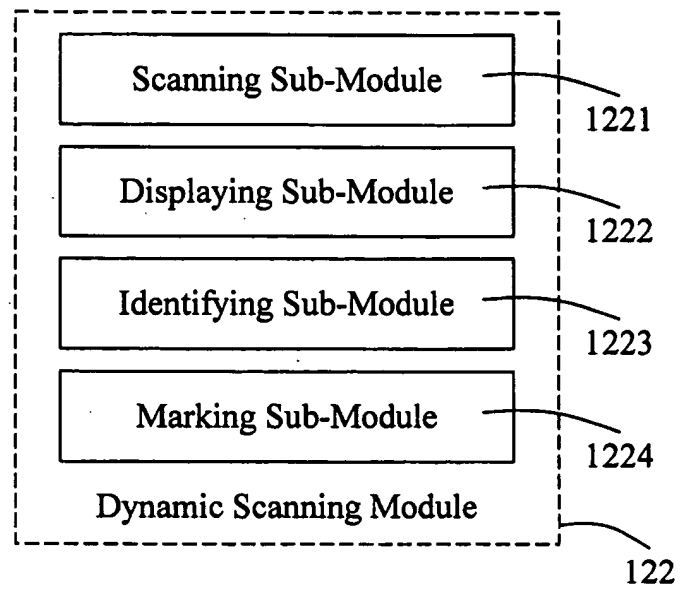 Scanning Sub-Module
1221
Displaying Sub-Module
1222
Identifying Sub-Module
1223
Marking Sub-Module
1224
Dynamic Scanning Module
122